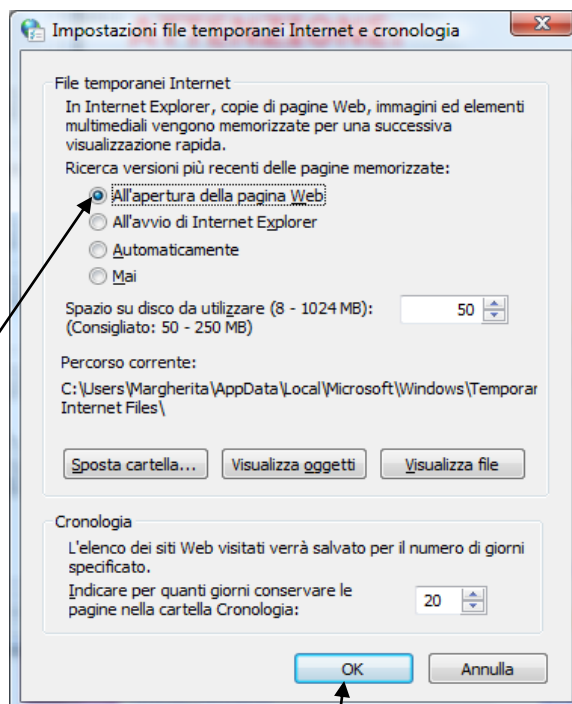 Impostazioni file temporanei Internet e cronologia
ATTENZIONE:
File temporanei Internet
In Internet Explorer, copie di pagine Web, immagini ed elementi
multimediali vengono memorizzate per una successiva
visualizzazione rapida.
Ricerca versioni più recenti delle pagine memorizzate:
All'apertura della pagina Web
All'avvio di Internet Explorer
Automaticamente
Mai
Spazio su disco da utilizzare (8 - 1024 MB): 50
(Consigliato: 50 - 250 MB)
Percorso corrente:
C:\Users\Margherita\AppData\Local\Microsoft\Windows\Temporar
Internet Files\
Sposta cartella... Visualizza oggetti Visualizza file
Cronologia
L'elenco dei siti Web visitati verrà salvato per il numero di giorni
specificato.
Indicare per quanti giorni conservare le
pagine nella cartella Cronologia: 20
OK Annulla